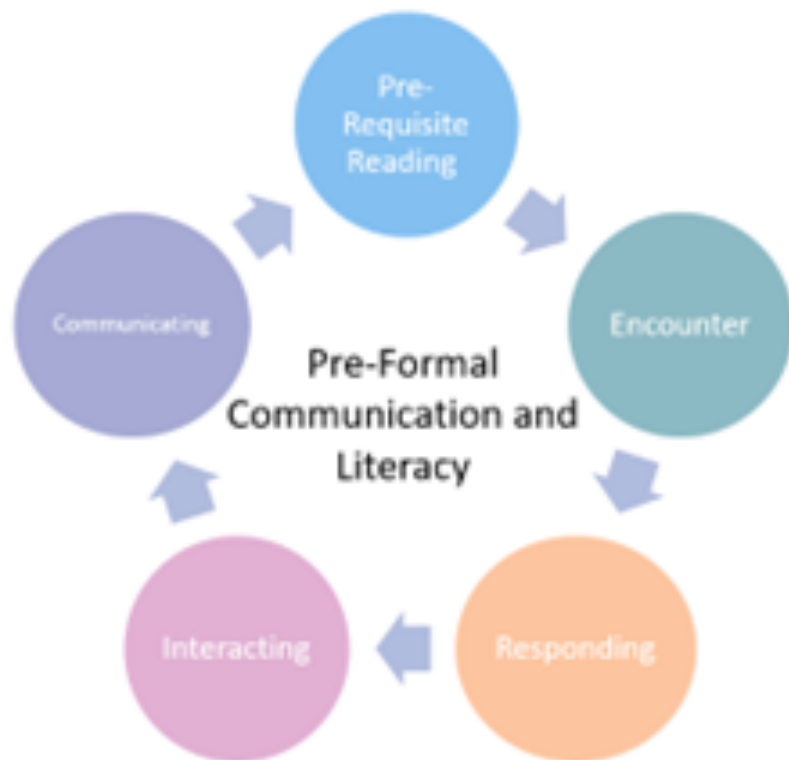 Pre-
Requisite
Reading
Encounter
Responding
Interacting
Communicating
Pre-Formal
Communication and
Literacy